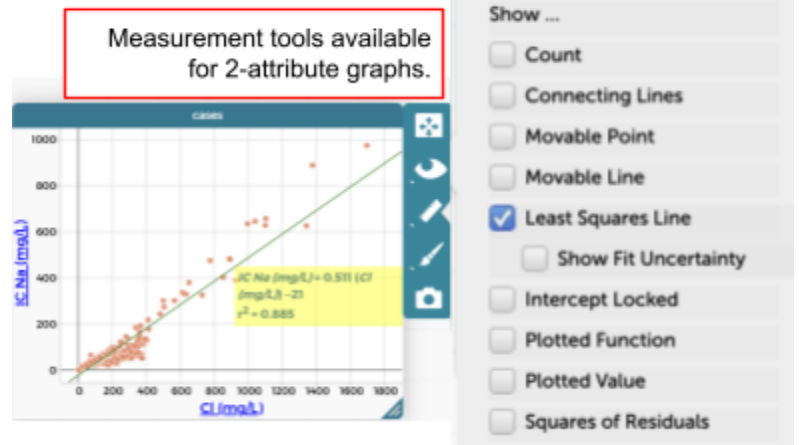 Measurement tools available
for 2-attribute graphs.
cases
1000
800
600
400
200
0
IC Na (mg/L)
IC Na (mg/L) = 0.511 (Cl
(mg/L)) -21
r² = 0.885
0 200 400 600 800 1000 1200 1400 1600 1800
Cl (mg/L)
Show ...
Count
Connecting Lines
Movable Point
Movable Line
Least Squares Line
Show Fit Uncertainty
Intercept Locked
Plotted Function
Plotted Value
Squares of Residuals